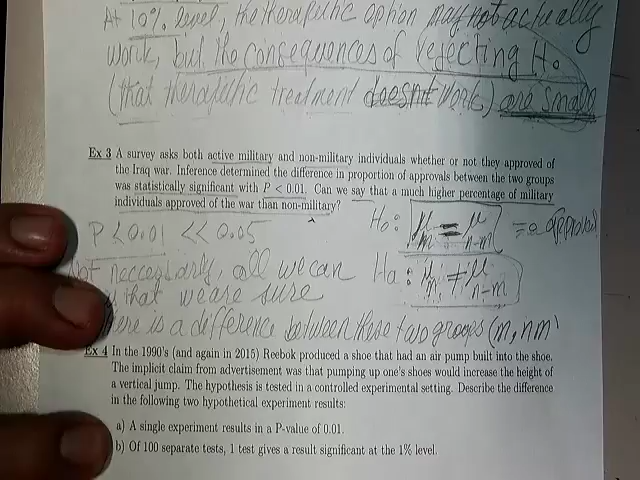 At 10% level, the therapeutic option may not actually
work, but the consequences of rejecting H₀
(that therapeutic treatment doesn't work) are small
Ex 3 A survey asks both active military and non-military individuals whether or not they approved of
the Iraq war. Inference determined the difference in proportion of approvals between the two groups
was statistically significant with P < 0.01. Can we say that a much higher percentage of military
individuals approved of the war than non-military?
H₀: μ_m = μ_n-m
P < 0.01 << 0.05
all we can Ha: μ_m ≠ μ_n-m
that we are sure
there is a difference between these two groups (m, nm)
Ex 4 In the 1990's (and again in 2015) Reebok produced a shoe that had an air pump built into the shoe.
The implicit claim from advertisement was that pumping up one's shoes would increase the height of
a vertical jump. The hypothesis is tested in a controlled experimental setting. Describe the difference
in the following two hypothetical experiment results:
a) A single experiment results in a P-value of 0.01.
b) Of 100 separate tests, 1 test gives a result significant at the 1% level.